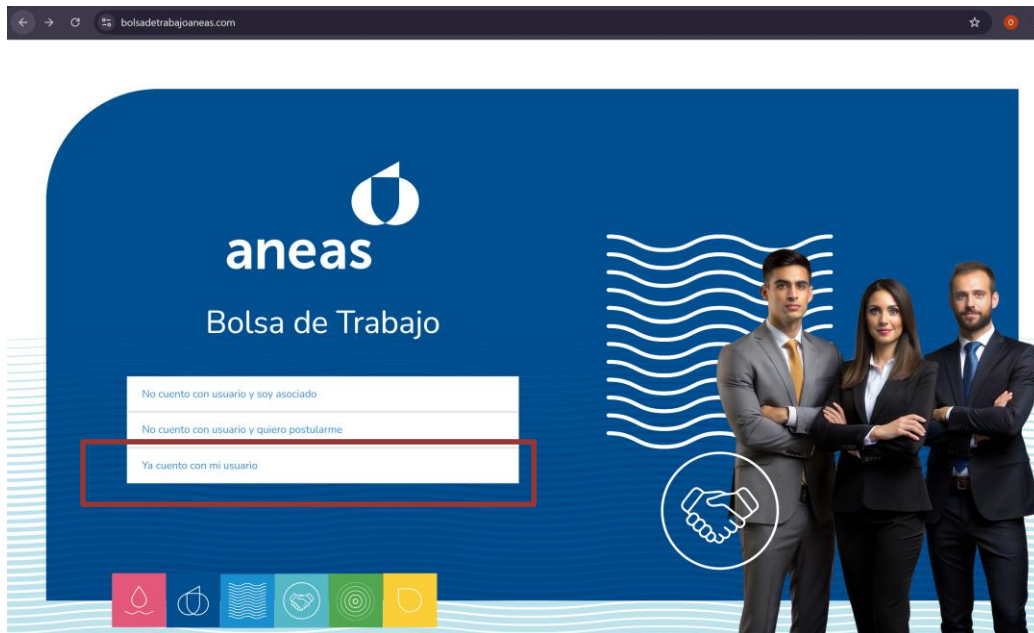 bolsadetrabajoaneas.com
O
aneas
Bolsa de Trabajo
No cuento con usuario y soy asociado
No cuento con usuario y quiero postularme
Ya cuento con mi usuario